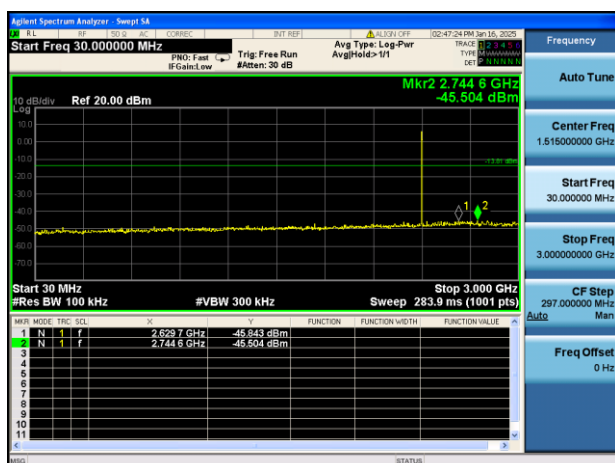 Agilent Spectrum Analyzer - Swept SA
LXI RL RF 50 Ω AC CORREC INT REF ALIGN OFF 02:47:24 PM Jan 16, 2025
Start Freq 30.000000 MHz
PNO: Fast
IFGain:Low
Trig: Free Run
#Atten: 30 dB
Avg Type: Log-Pwr
Avg|Hold:>1/1
TRACE 1 2 3 4 5 6
TYPE MWWWWW
DET P N N N N N
Mkr2 2.744 6 GHz
-45.504 dBm
10 dB/div Ref 20.00 dBm
Log
10.0
0.00
-10.0
-20.0
-30.0
-40.0
-50.0
-60.0
-70.0
-13.81 dBm
1
2
Start 30 MHz Stop 3.000 GHz
#Res BW 100 kHz #VBW 300 kHz Sweep 283.9 ms (1001 pts)
MKR MODE TRC SCL X Y FUNCTION FUNCTION WIDTH FUNCTION VALUE
1 N 1 f 2.629 7 GHz -45.843 dBm
2 N 1 f 2.744 6 GHz -45.504 dBm
3
4
5
6
7
8
9
10
11
MSG STATUS
Frequency
Auto Tune
Center Freq
1.515000000 GHz
Start Freq
30.000000 MHz
Stop Freq
3.000000000 GHz
CF Step
297.000000 MHz
Auto Man
Freq Offset
0 Hz